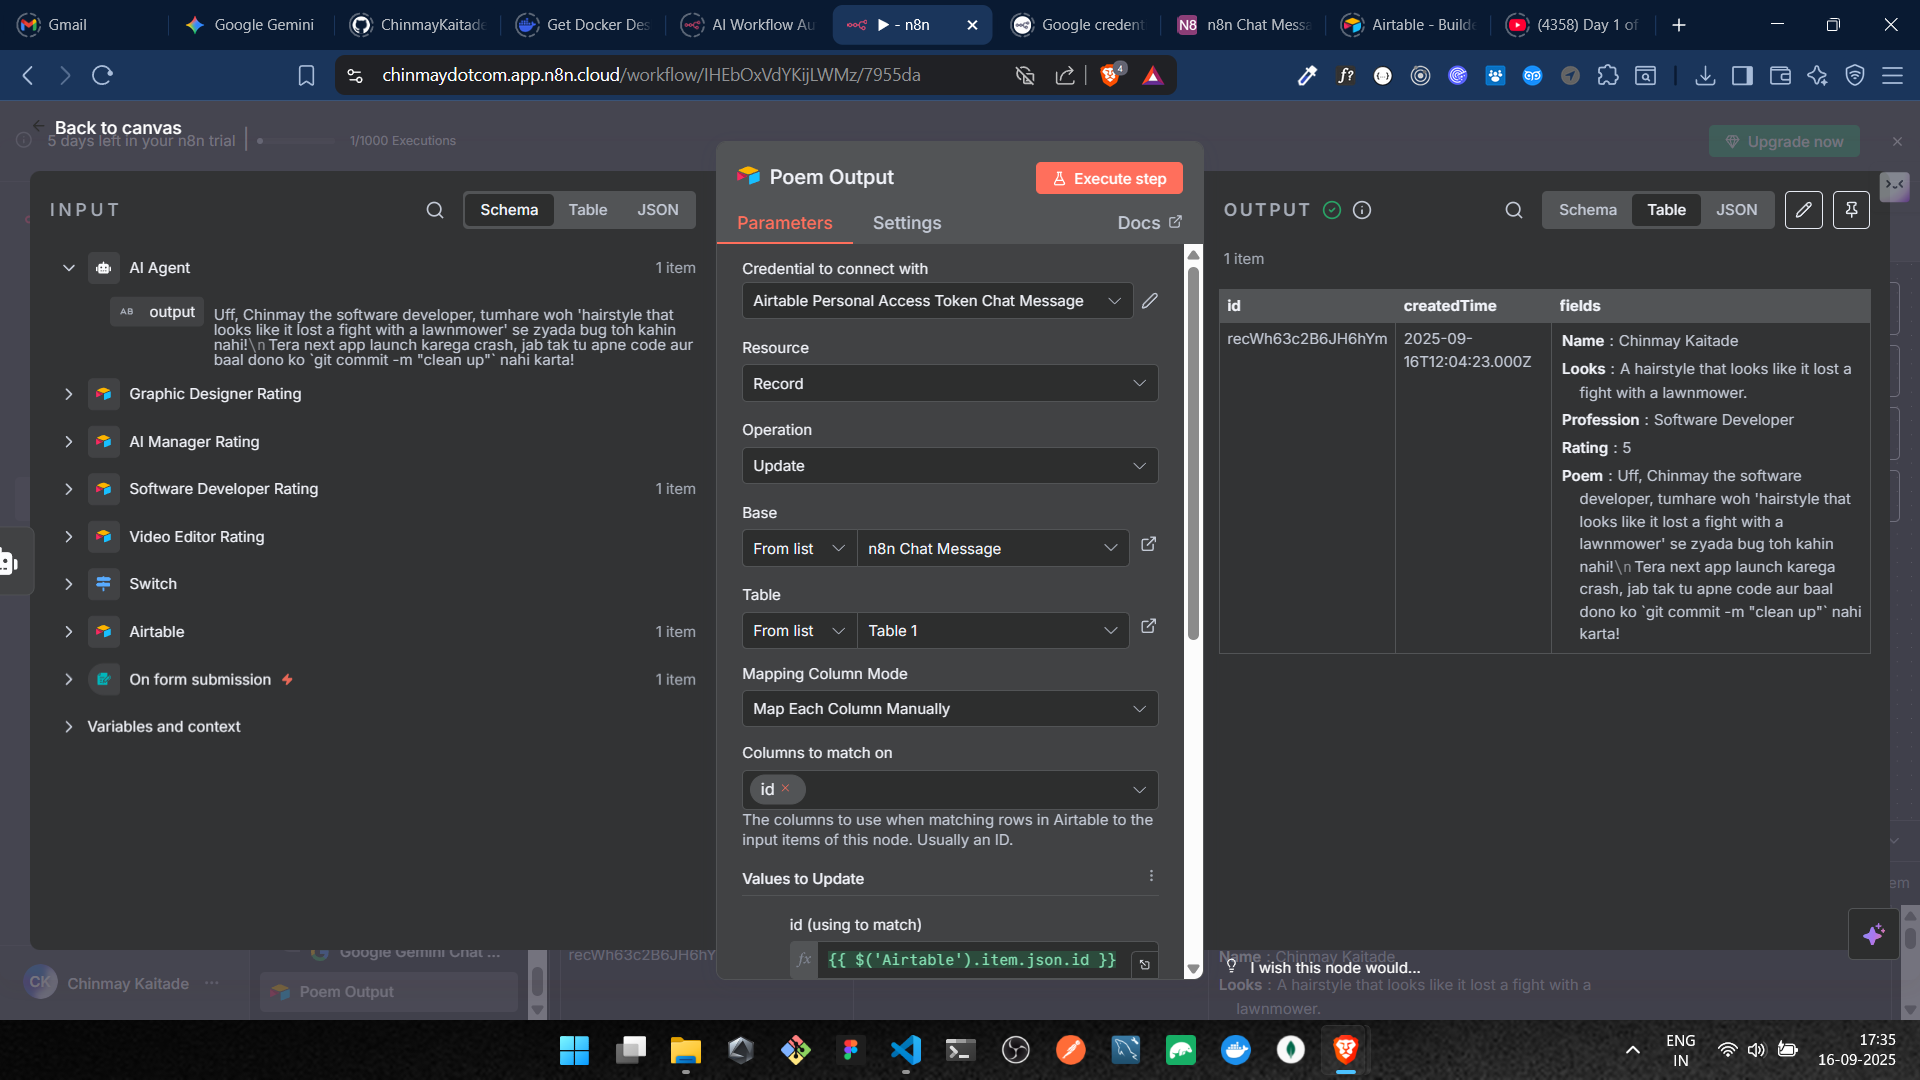 Gmail
Google Gemini
ChinmayKaitade
Get Docker Des
AI Workflow Au
▶ - n8n
Google creden
N8 n8n Chat Messa
Airtable - Build
(4358) Day 1 of
chinmaydotcom.app.n8n.cloud/workflow/IHEbOxVdYKijLWMz/7955da
4
f?
Back to canvas
5 days left in your n8n trial
1/1000 Executions
Upgrade now
INPUT
Schema
Table
JSON
AI Agent
1 item
AB output
Uff, Chinmay the software developer, tumhare woh 'hairstyle that
looks like it lost a fight with a lawnmower' se zyada bug toh kahin
nahi!\n Tera next app launch karega crash, jab tak tu apne code aur
baal dono ko `git commit -m "clean up"` nahi karta!
Graphic Designer Rating
AI Manager Rating
Software Developer Rating
1 item
Video Editor Rating
Switch
Airtable
1 item
On form submission
1 item
Variables and context
Poem Output
Execute step
Parameters
Settings
Docs
Credential to connect with
Airtable Personal Access Token Chat Message
Resource
Record
Operation
Update
Base
From list
n8n Chat Message
Table
From list
Table 1
Mapping Column Mode
Map Each Column Manually
Columns to match on
id ×
The columns to use when matching rows in Airtable to the
input items of this node. Usually an ID.
Values to Update
id (using to match)
fx {{ $('Airtable').item.json.id }}
OUTPUT
Schema
Table
JSON
1 item
id
createdTime
fields
recWh63c2B6JH6hYm
2025-09-
16T12:04:23.000Z
Name : Chinmay Kaitade
Looks : A hairstyle that looks like it lost a
fight with a lawnmower.
Profession : Software Developer
Rating : 5
Poem : Uff, Chinmay the software
developer, tumhare woh 'hairstyle that
looks like it lost a fight with a
lawnmower' se zyada bug toh kahin
nahi!\n Tera next app launch karega
crash, jab tak tu apne code aur baal
dono ko `git commit -m "clean up"` nahi
karta!
em
Google Gemini Chat ...
recWh63c2B6JH6hY
Name : Chinmay Kaitade
I wish this node would...
CK Chinmay Kaitade
Poem Output
Looks : A hairstyle that looks like it lost a fight with a
lawnmower.
ENG
IN
17:35
16-09-2025